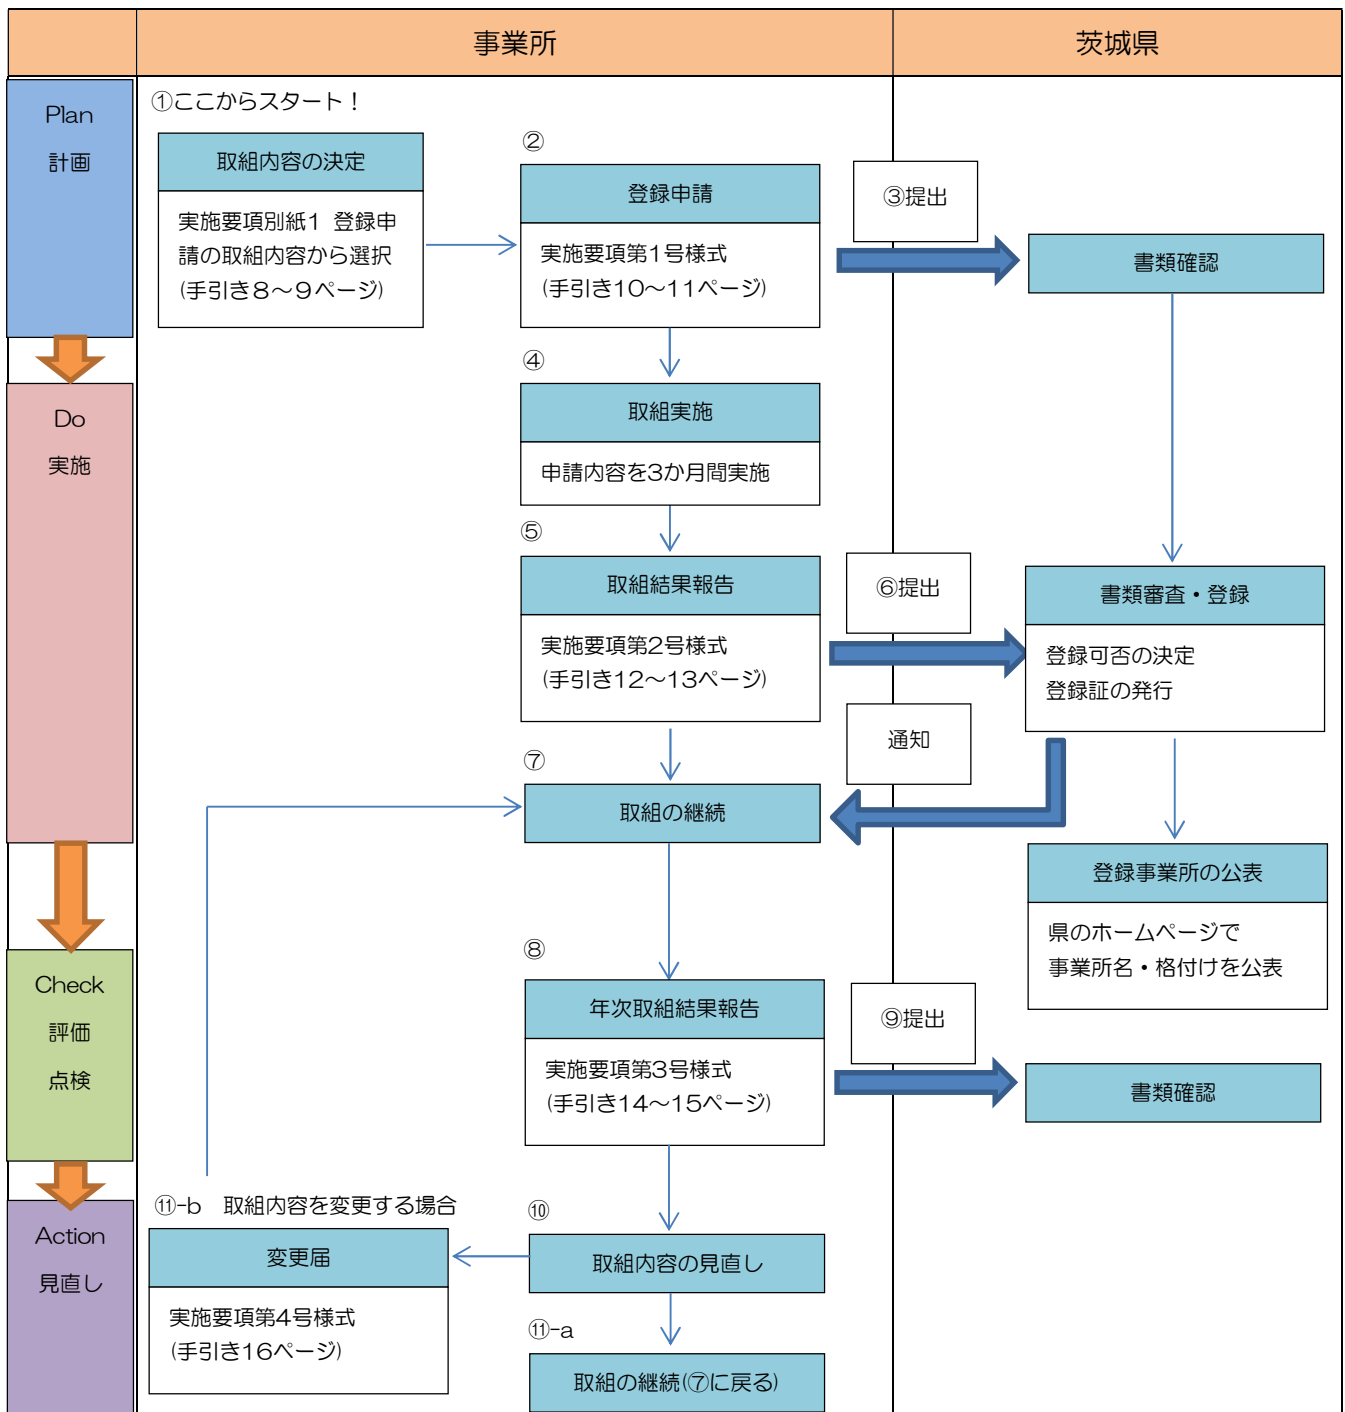 事業所
茨城県
Plan
計画
①ここからスタート！
取組内容の決定
実施要項別紙1 登録申
請の取組内容から選択
(手引き8～9ページ)
②
登録申請
実施要項第1号様式
(手引き10～11ページ)
③提出
書類確認
Do
実施
④
取組実施
申請内容を3か月間実施
⑤
取組結果報告
実施要項第2号様式
(手引き12～13ページ)
⑥提出
書類審査・登録
登録可否の決定
登録証の発行
通知
⑦
取組の継続
登録事業所の公表
県のホームページで
事業所名・格付けを公表
Check
評価
点検
⑧
年次取組結果報告
実施要項第3号様式
(手引き14～15ページ)
⑨提出
書類確認
Action
見直し
⑩
取組内容の見直し
⑪-b　取組内容を変更する場合
変更届
実施要項第4号様式
(手引き16ページ)
⑪-a
取組の継続(⑦に戻る)